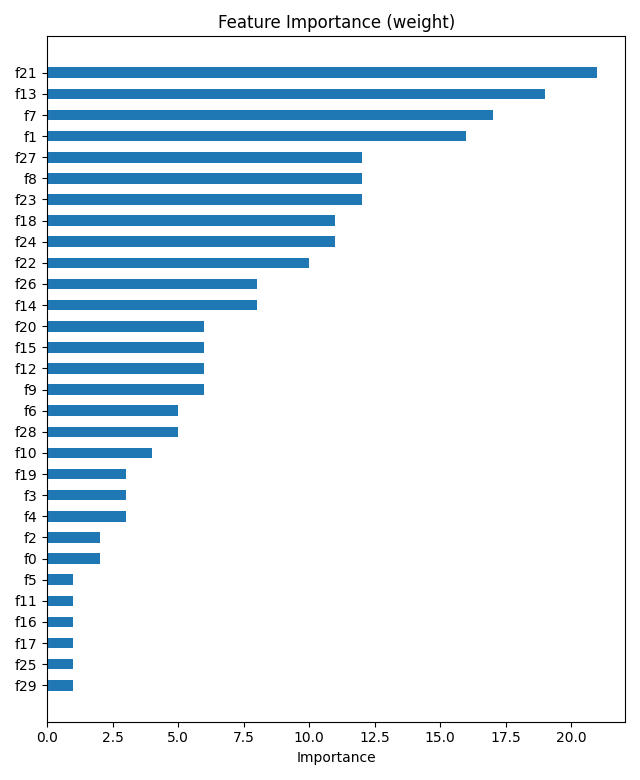 Feature Importance (weight)
f21
f13
f7
f1
f27
f8
f23
f18
f24
f22
f26
f14
f20
f15
f12
f9
f6
f28
f10
f19
f3
f4
f2
f0
f5
f11
f16
f17
f25
f29
0.0 2.5 5.0 7.5 10.0 12.5 15.0 17.5 20.0
Importance